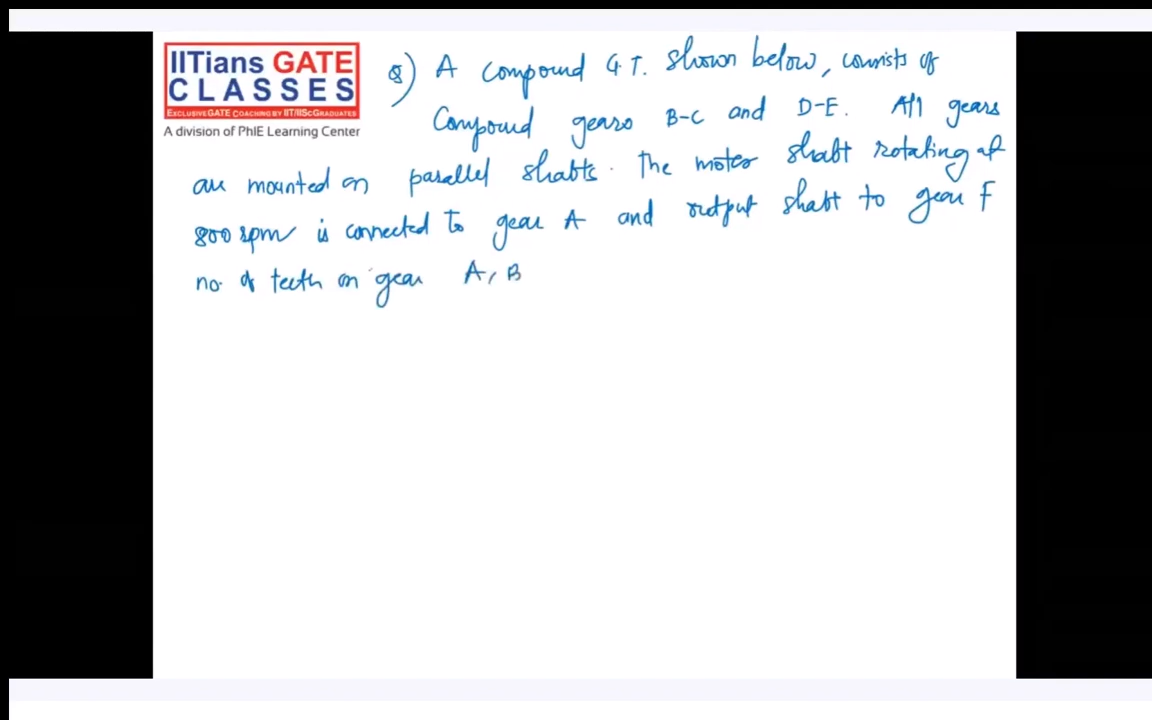 IITians GATE
CLASSES
EXCLUSIVE GATE COACHING BY IIT/IISC GRADUATES
A division of PhIE Learning Center
Q) A compound G.T. shown below, consists of
Compound gears B-C and D-E. All gears
are mounted on parallel shafts. The motor shaft rotating at
800 rpm is connected to gear A and output shaft to gear F
no. of teeth on gear A, B